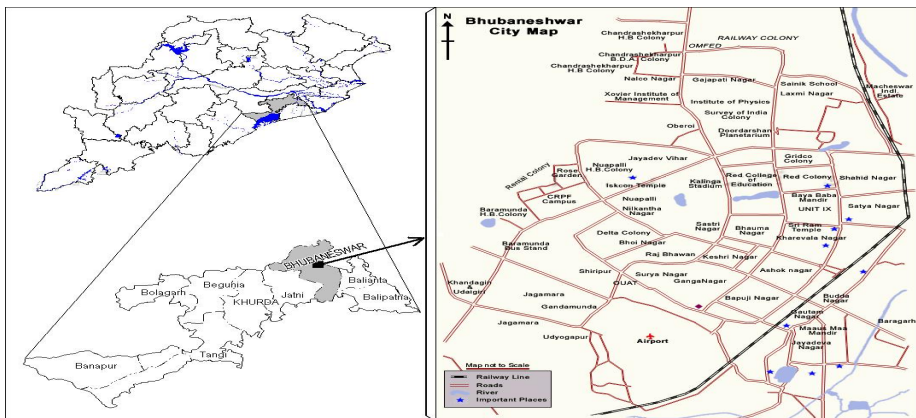 BHUBANESWAR
Balianta
Begunia
Bolagarh
KHURDA
Jatni
Balipatna
Tangi
Banapur
N
Bhubaneshwar
City Map
Chandrashekharpur
H.B Colony
RAILWAY COLONY
OMFED
Chandrashekharpur
B.D.A. Colony
Chandrashekharpur
H.B Colony
Nalco Nagar
Gajapati Nagar
Sainik School
Laxmi Nagar
Macheswar
Indl
Estate
Xovier Institute of
Management
Institute of Physics
Survey of India
Colony
Oberoi
Doordarshan
Planetarium
Jayadev Vihar
Gridco
Colony
Rental Colony
Rose
Garden
Nuapalli
H.B.Colony
Iskcon Temple
Kalinga
Stadium
Red College
of
Education
Red Colony
Shahid Nagar
CRPF
Campus
Nuapalli
Baya Baba
Mandir
Baramunda
H.B.Colony
Nilkantha
Nagar
UNIT IX
Satya Nagar
Sastri
Nagar
Bhauma
Nagar
Sri Ram
Temple
Delta Colony
Kharevala Nagar
Baramunda
Bus Stand
Bhoi Nagar
Raj Bhawan
Keshri Nagar
Shiripur
Surya Nagar
Ashok nagar
Khandagiri
&
Udaigiri
OUAT
GangaNagar
Jagamara
Gandamunda
Bapuji Nagar
Budda
Nagar
Gautam
Nagar
Baragarh
Jagamara
Udyogapur
Airport
Maaua Maa
Mandir
Jayadeva
Nagar
Map not to Scale
Railway Line
Roads
River
Important Places